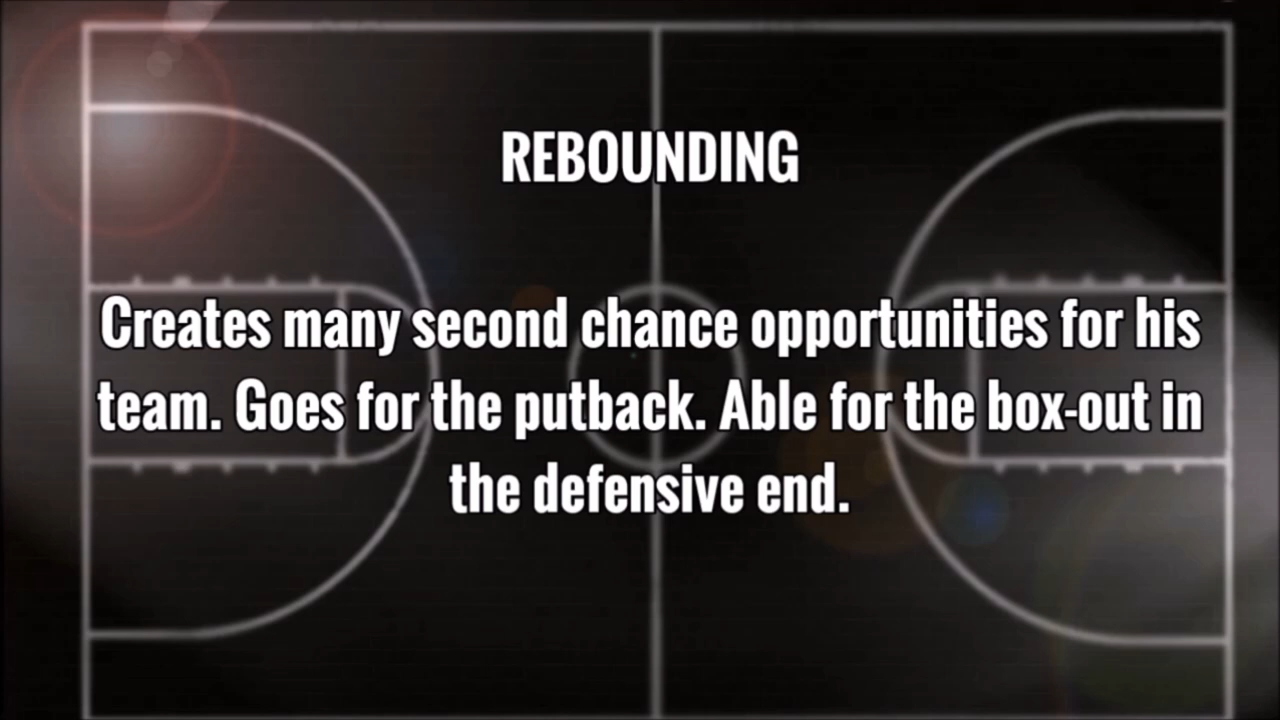 REBOUNDING
Creates many second chance opportunities for his
team. Goes for the putback. Able for the box-out in
the defensive end.